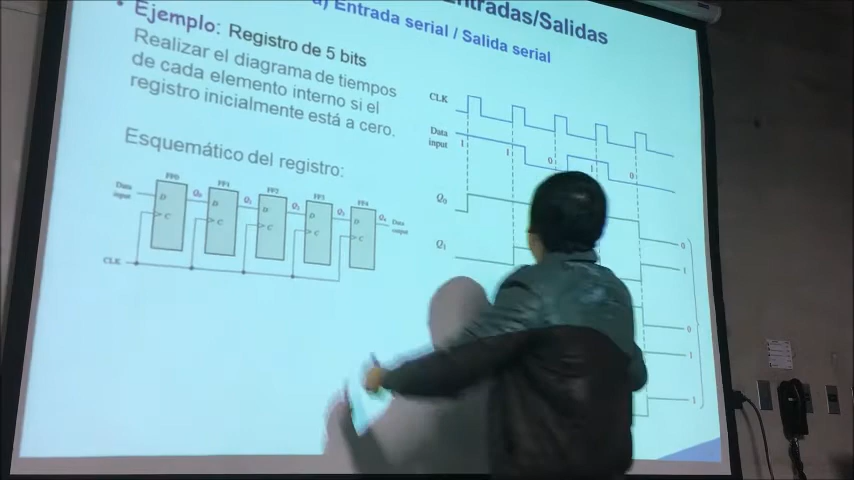 Entradas/Salidas
a) Entrada serial / Salida serial
• Ejemplo: Registro de 5 bits
Realizar el diagrama de tiempos
de cada elemento interno si el
registro inicialmente está a cero.
Esquemático del registro:
FF0 FF1 FF2 FF3 FF4
Data input
D D D D D
Q0 Q1 Q2 Q3 Q4
C C C C C
Data output
CLK
CLK
Data input
1 1 0 1 0
Q0
0
Q1
1
0
1
1